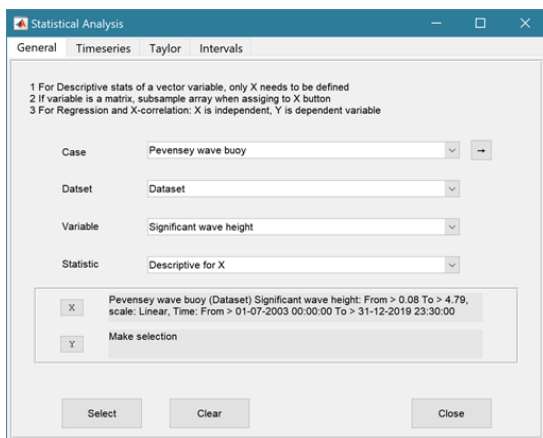 Statistical Analysis
General Timeseries Taylor Intervals
1 For Descriptive stats of a vector variable, only X needs to be defined
2 If variable is a matrix, subsample array when assiging to X button
3 For Regression and X-correlation: X is independent, Y is dependent variable
Case Pevensey wave buoy →
Datset Dataset
Variable Significant wave height
Statistic Descriptive for X
X Pevensey wave buoy (Dataset) Significant wave height: From > 0.08 To > 4.79,
scale: Linear, Time: From > 01-07-2003 00:00:00 To > 31-12-2019 23:30:00
Y Make selection
Select Clear Close